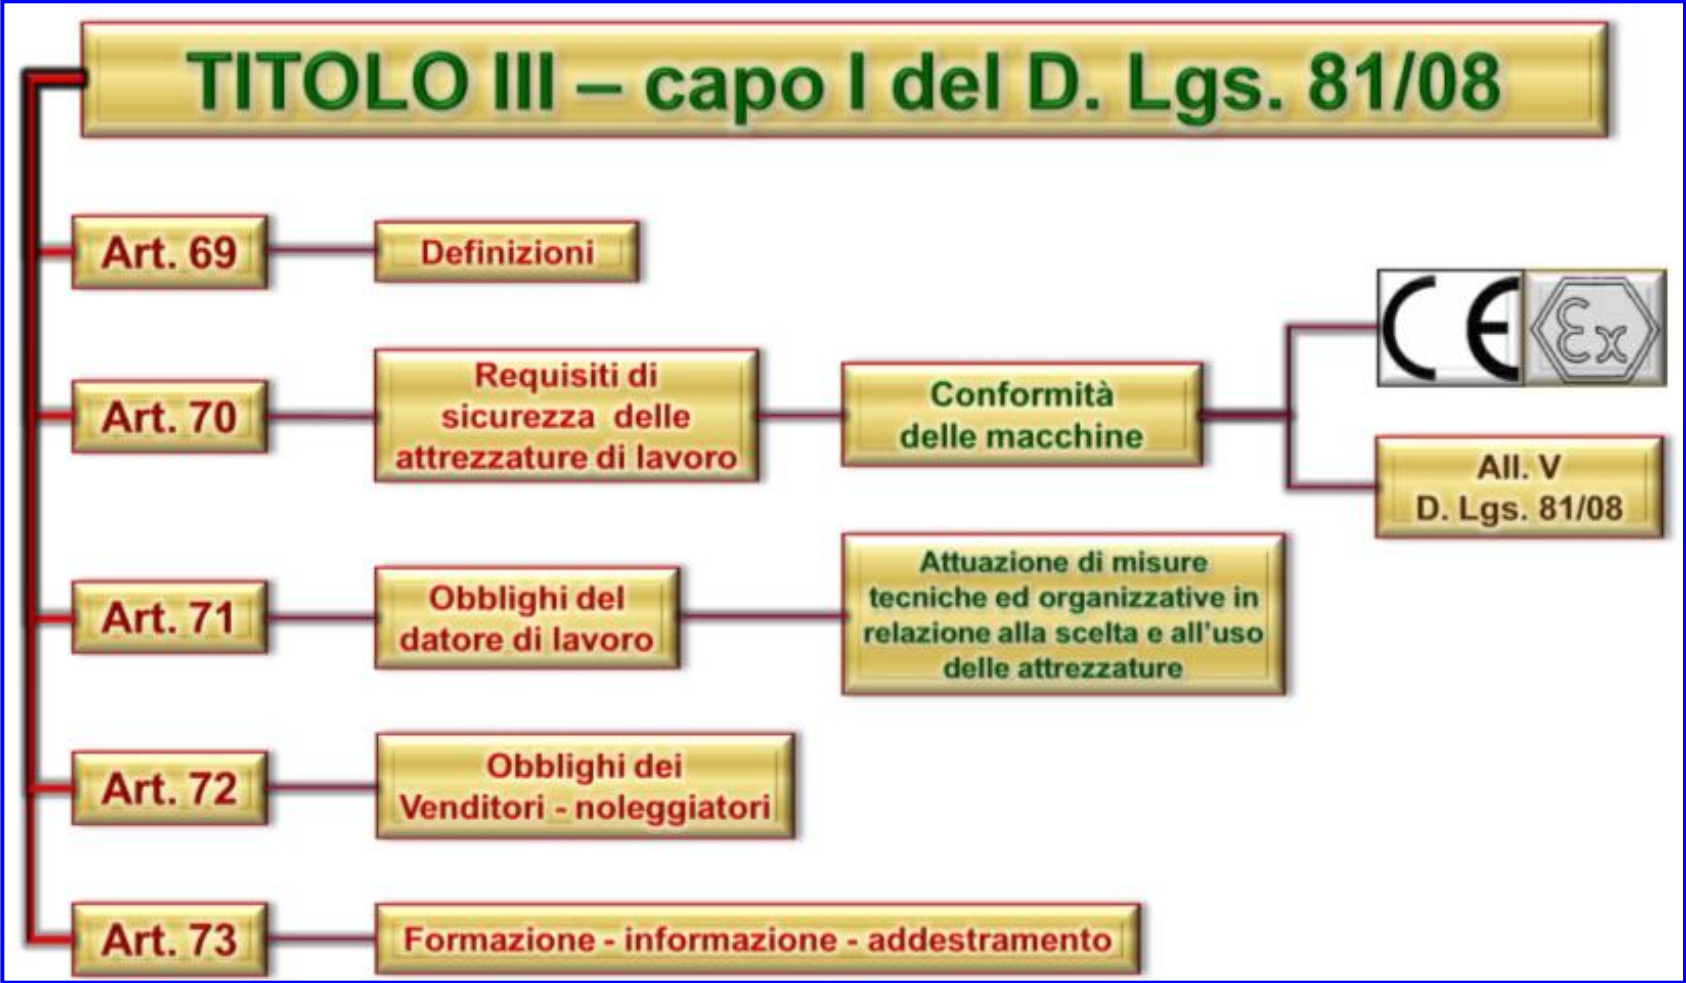 TITOLO III – capo I del D. Lgs. 81/08
Art. 69
Definizioni
Art. 70
Requisiti di
sicurezza delle
attrezzature di lavoro
Conformità
delle macchine
CE
Ex
All. V
D. Lgs. 81/08
Art. 71
Obblighi del
datore di lavoro
Attuazione di misure
tecniche ed organizzative in
relazione alla scelta e all'uso
delle attrezzature
Art. 72
Obblighi dei
Venditori - noleggiatori
Art. 73
Formazione - informazione - addestramento